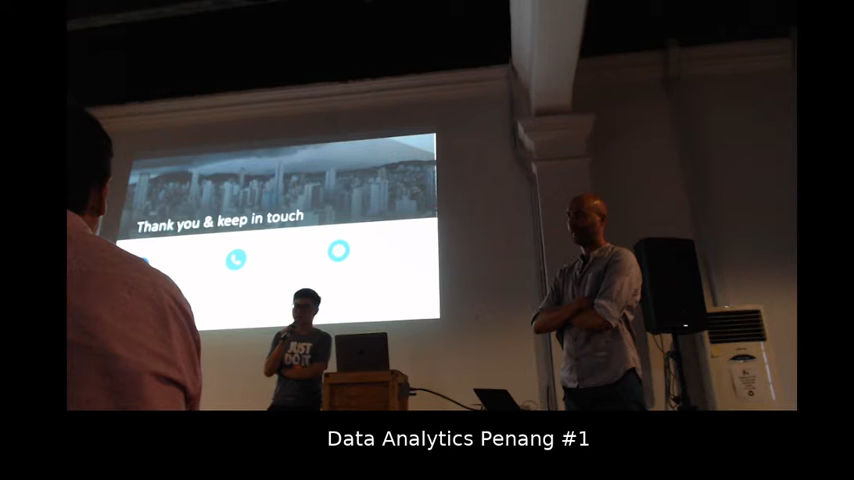 Thank you & keep in touch
JUST
DO IT.
Data Analytics Penang #1